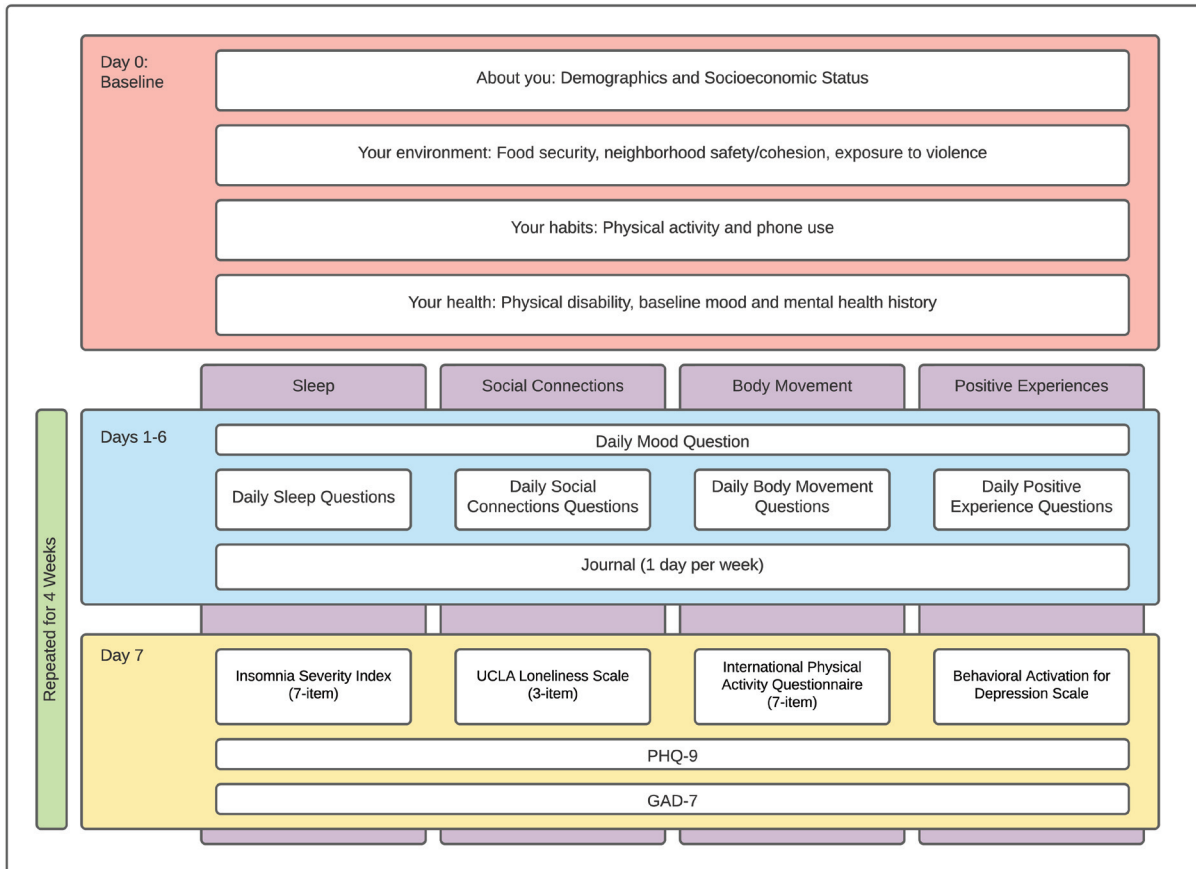 Day 0:
Baseline
About you: Demographics and Socioeconomic Status
Your environment: Food security, neighborhood safety/cohesion, exposure to violence
Your habits: Physical activity and phone use
Your health: Physical disability, baseline mood and mental health history
Sleep
Social Connections
Body Movement
Positive Experiences
Repeated for 4 Weeks
Days 1-6
Daily Mood Question
Daily Sleep Questions
Daily Social
Connections Questions
Daily Body Movement
Questions
Daily Positive
Experience Questions
Journal (1 day per week)
Day 7
Insomnia Severity Index
(7-item)
UCLA Loneliness Scale
(3-item)
International Physical
Activity Questionnaire
(7-item)
Behavioral Activation for
Depression Scale
PHQ-9
GAD-7